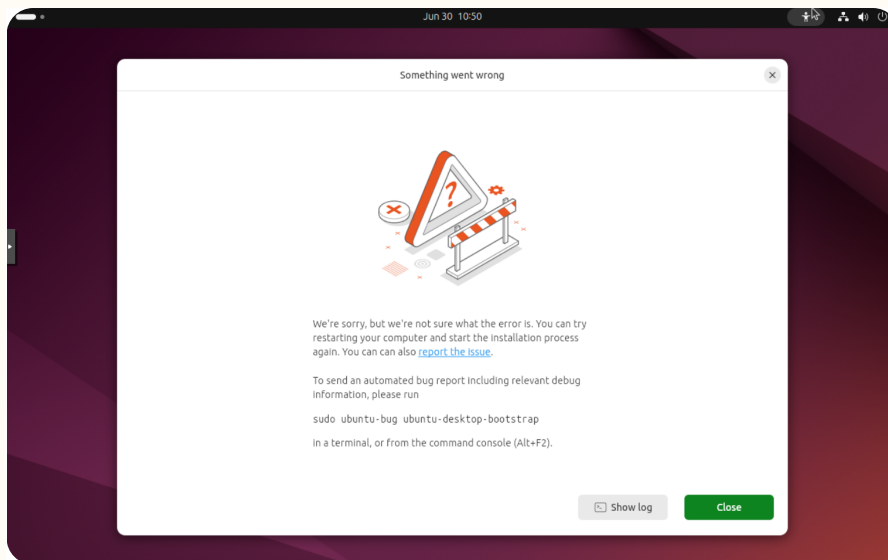 Jun 30 10:50
Something went wrong
We're sorry, but we're not sure what the error is. You can try
restarting your computer and start the installation process
again. You can can also report the issue.
To send an automated bug report including relevant debug
information, please run
sudo ubuntu-bug ubuntu-desktop-bootstrap
in a terminal, or from the command console (Alt+F2).
Show log
Close